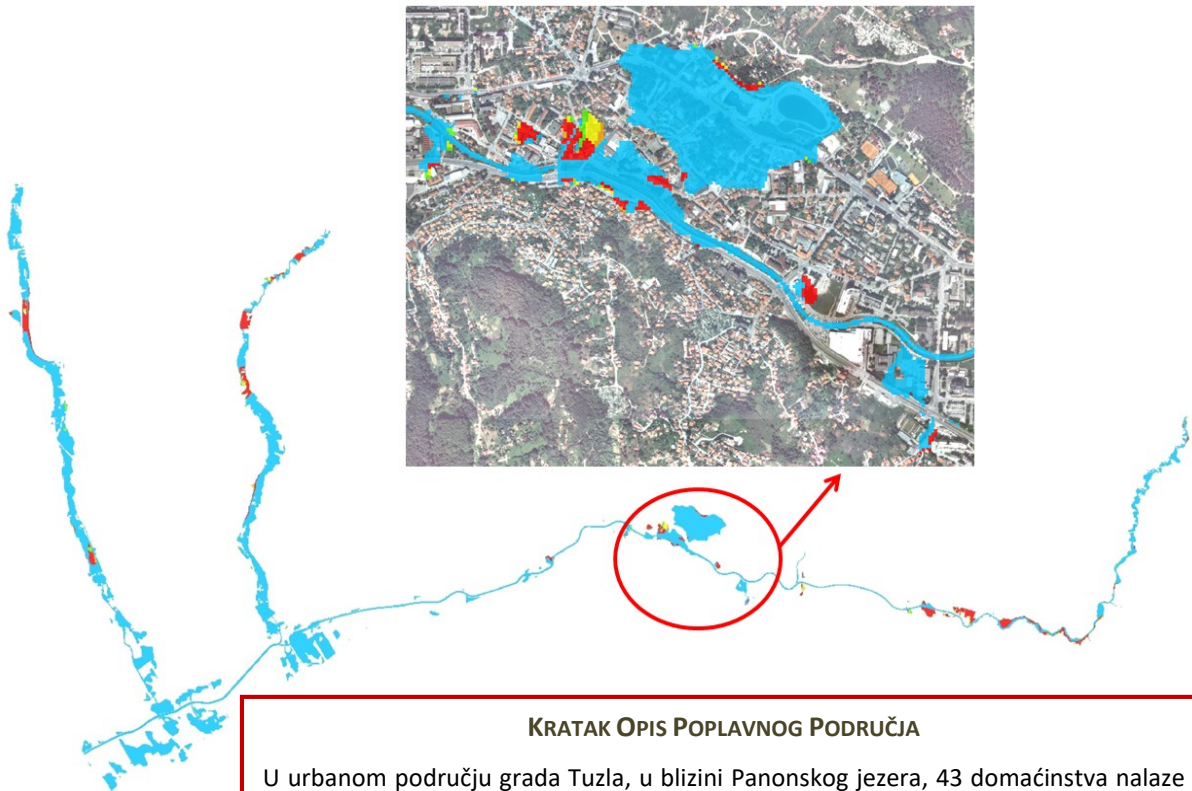 KRATAK OPIS POPLAVNOG PODRUČJA
U urbanom području grada Tuzla, u blizini Panonskog jezera, 43 domaćinstva nalaze